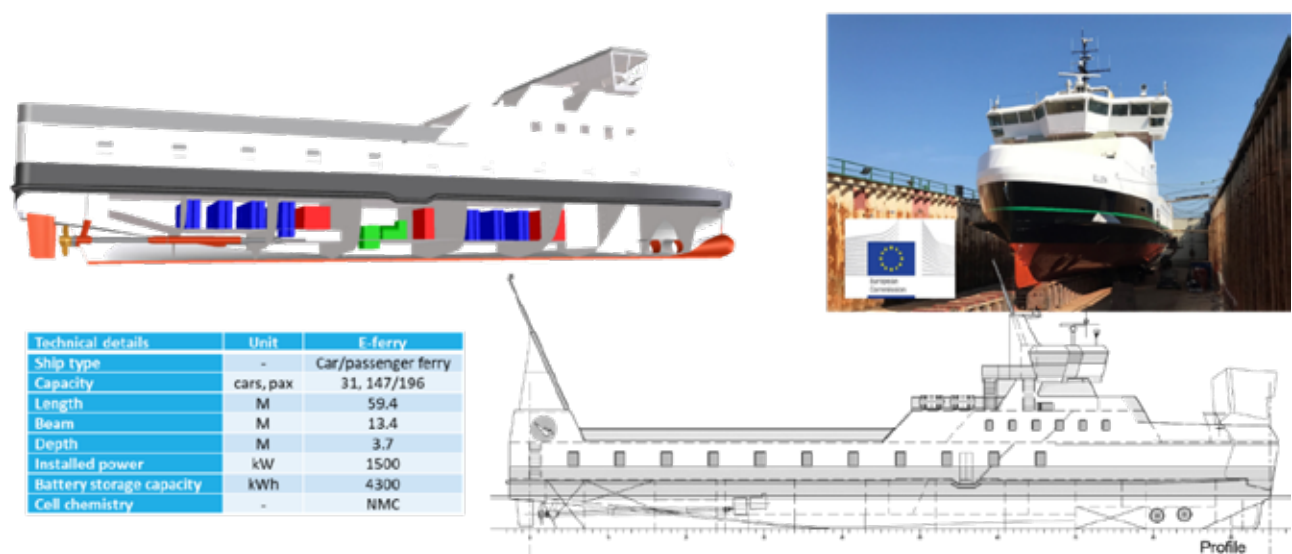 ELLEN
European
Commission
Technical details Unit E-ferry
Ship type - Car/passenger ferry
Capacity cars, pax 31, 147/196
Length M 59.4
Beam M 13.4
Depth M 3.7
Installed power kW 1500
Battery storage capacity kWh 4300
Cell chemistry - NMC
Profile